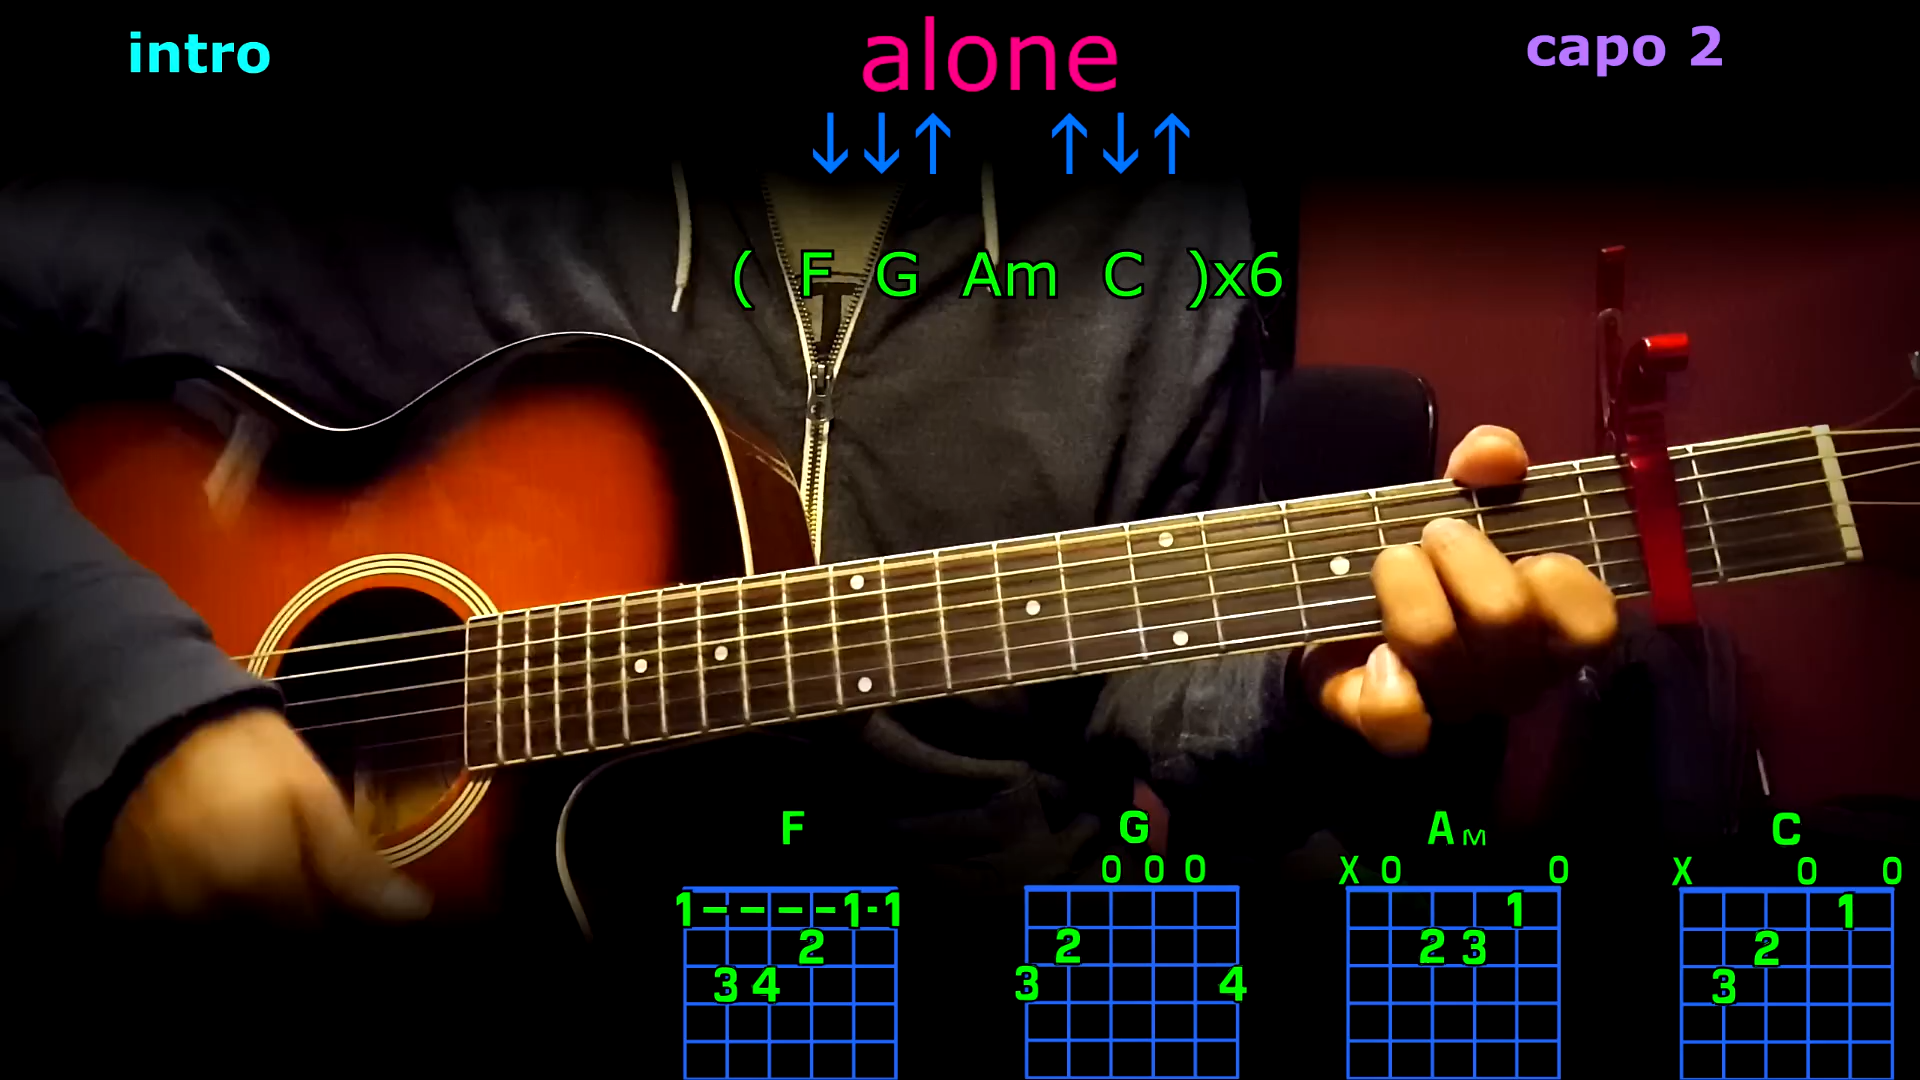 intro alone capo 2
↓↓↑ ↑↓↑
( F G Am C )x6
F G AM C
0 0 0 X 0 0 X 0 0
1----1-1 1 1
2 2 2 3 2
3 4 3 4 3